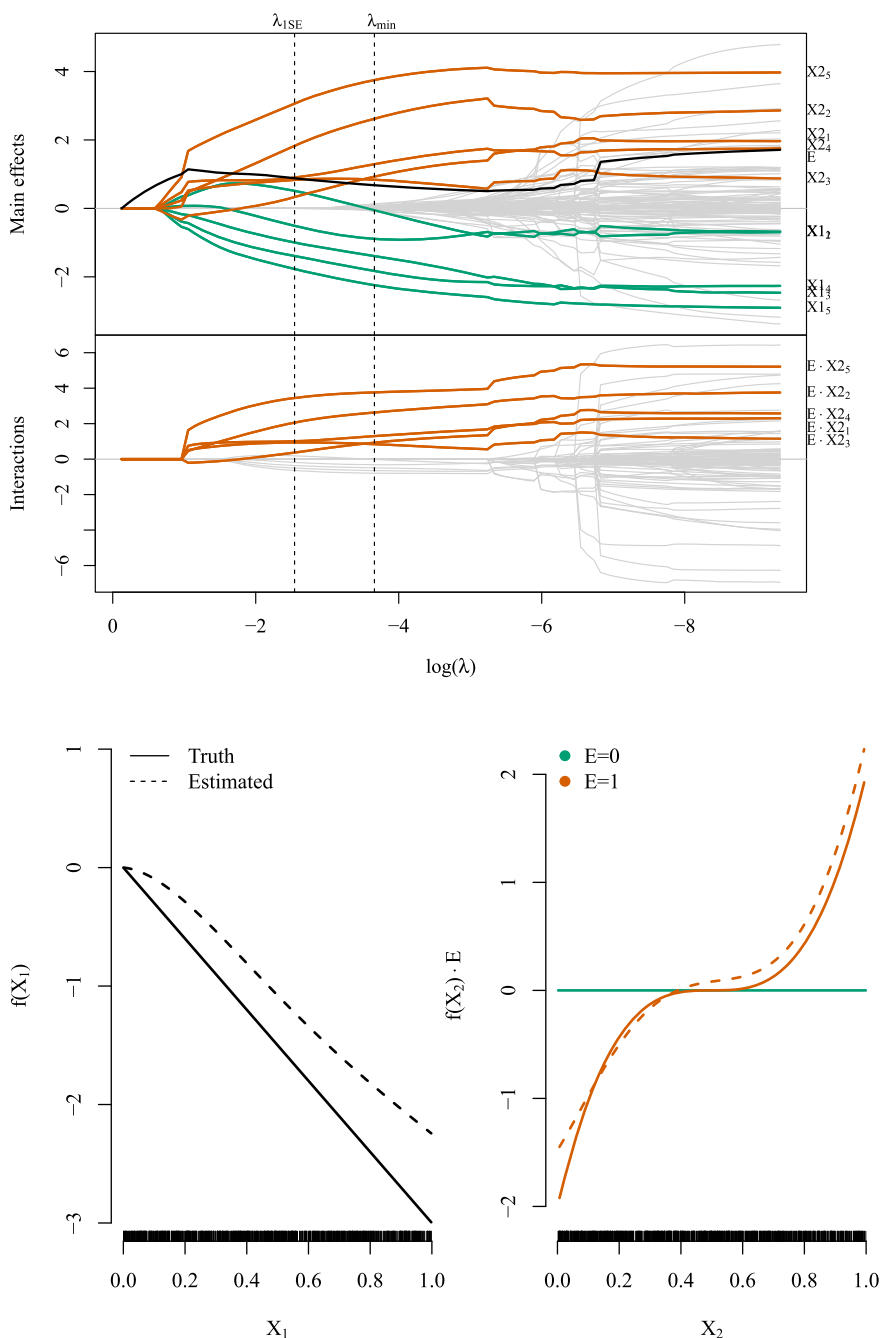 λ1SE λmin
Main effects
4
2
0
−2
X2₅
X2₂
X2₁
X2₄
E
X2₃
X1₂
X1₄
X1₃
X1₅
Interactions
6
4
2
0
−2
−6
E · X2₅
E · X2₂
E · X2₄
E · X2₁
E · X2₃
0 −2 −4 −6 −8
log(λ)
Truth
Estimated
f(X₁)
1
0
−1
−2
−3
0.0 0.2 0.4 0.6 0.8 1.0
X₁
E=0
E=1
f(X₂) · E
2
1
0
−1
−2
0.0 0.2 0.4 0.6 0.8 1.0
X₂